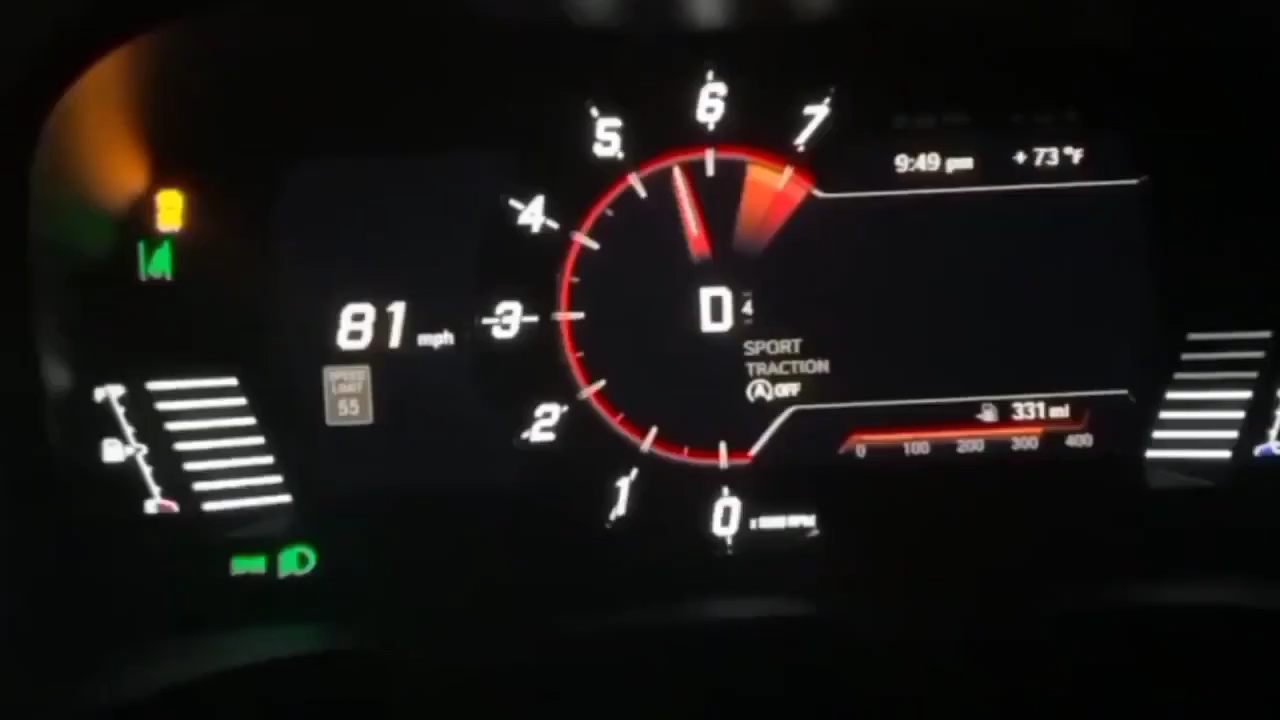 6
5
7
9:49 pm +73 °F
4
81 mph
3
D 4
SPORT
TRACTION
A OFF
SPEED
LIMIT
55
2
331 mi
0 100 200 300 400
1
0